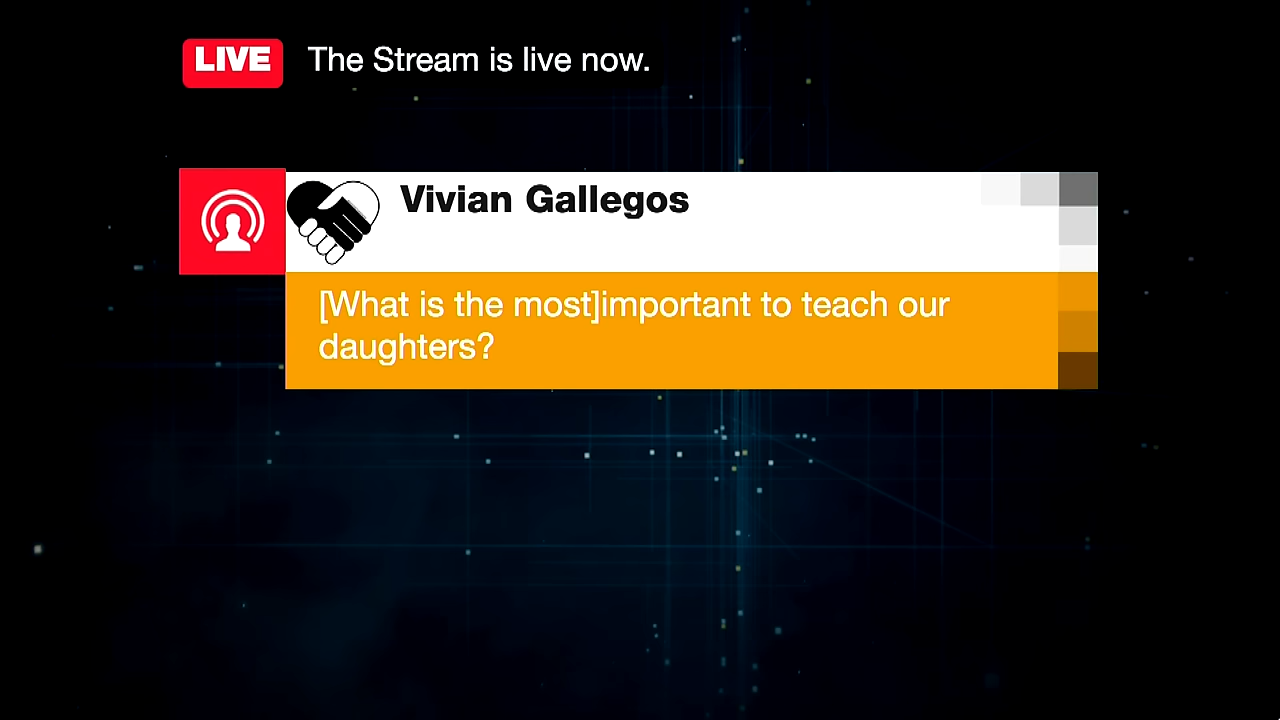 LIVE The Stream is live now.
Vivian Gallegos
[What is the most]important to teach our
daughters?